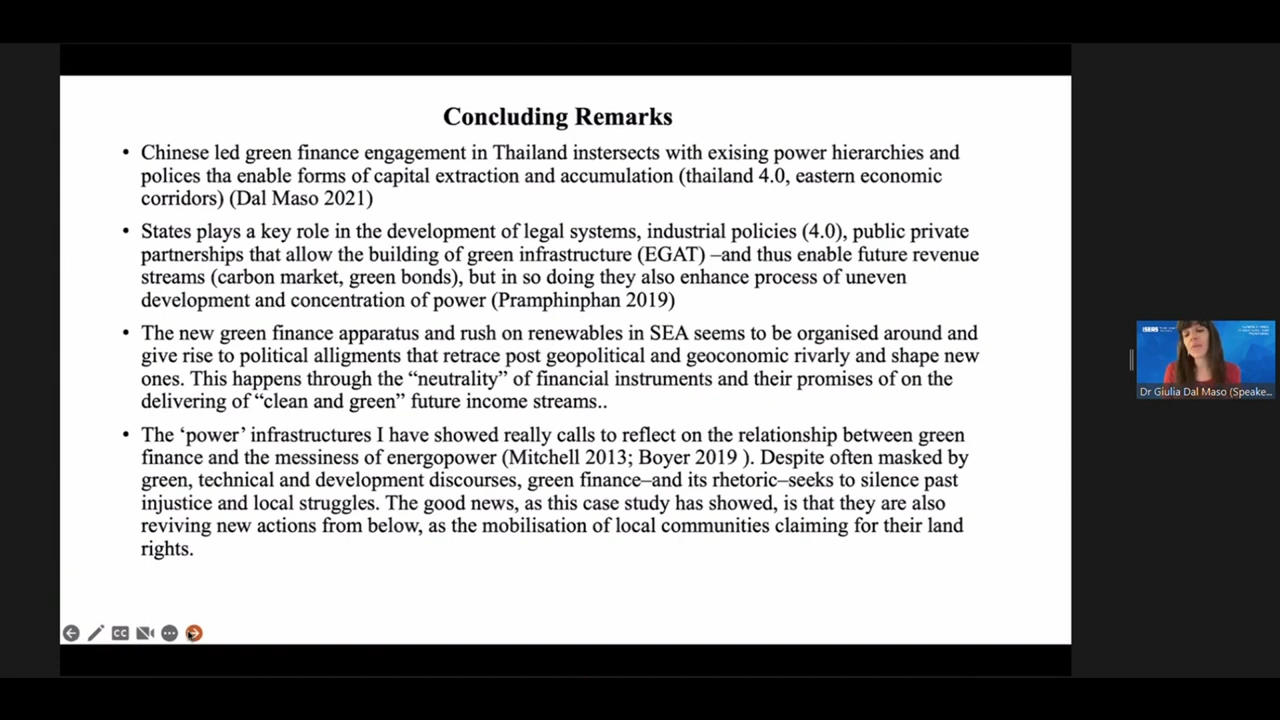 Concluding Remarks
• Chinese led green finance engagement in Thailand instersects with exising power hierarchies and
polices tha enable forms of capital extraction and accumulation (thailand 4.0, eastern economic
corridors) (Dal Maso 2021)
• States plays a key role in the development of legal systems, industrial policies (4.0), public private
partnerships that allow the building of green infrastructure (EGAT) –and thus enable future revenue
streams (carbon market, green bonds), but in so doing they also enhance process of uneven
development and concentration of power (Pramphinphan 2019)
• The new green finance apparatus and rush on renewables in SEA seems to be organised around and
give rise to political alligments that retrace post geopolitical and geoconomic rivarly and shape new
ones. This happens through the “neutrality” of financial instruments and their promises of on the
delivering of “clean and green” future income streams..
• The ‘power’ infrastructures I have showed really calls to reflect on the relationship between green
finance and the messiness of energopower (Mitchell 2013; Boyer 2019 ). Despite often masked by
green, technical and development discourses, green finance–and its rhetoric–seeks to silence past
injustice and local struggles. The good news, as this case study has showed, is that they are also
reviving new actions from below, as the mobilisation of local communities claiming for their land
rights.
CC
ISEAS
Dr Giulia Dal Maso (Speake...